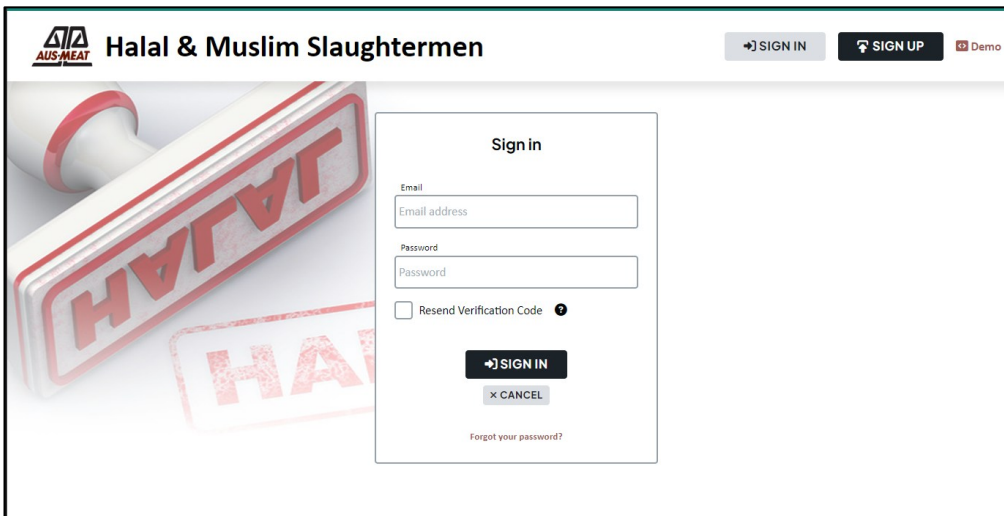 AUS-MEAT
Halal & Muslim Slaughtermen
SIGN IN
SIGN UP
Demo
HALAL
HA
Sign in
Email
Email address
Password
Password
Resend Verification Code ?
SIGN IN
× CANCEL
Forgot your password?